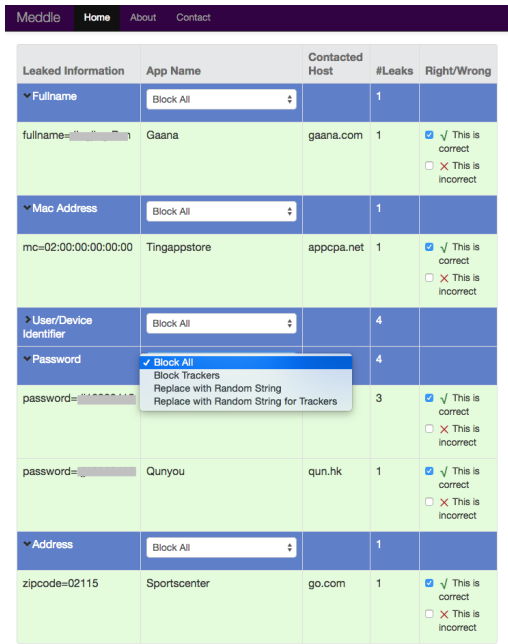 Meddle Home About Contact
Leaked Information App Name Contacted Host #Leaks Right/Wrong
Fullname Block All 1
fullname= Gaana gaana.com 1 √ This is correct
This is incorrect
Mac Address Block All 1
mc=02:00:00:00:00:00 Tingappstore appcpa.net 1 √ This is correct
This is incorrect
User/Device Identifier Block All 4
Password 4
✓ Block All
Block Trackers
Replace with Random String
Replace with Random String for Trackers
password= 3 √ This is correct
This is incorrect
password= Qunyou qun.hk 1 √ This is correct
This is incorrect
Address Block All 1
zipcode=02115 Sportscenter go.com 1 √ This is correct
This is incorrect